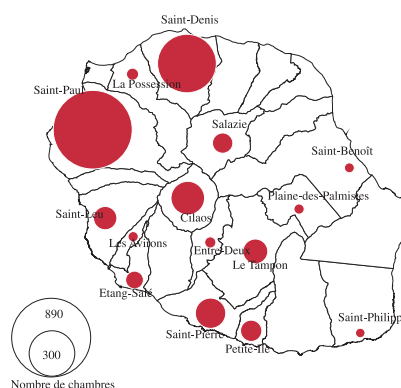 Saint-Denis
La Possession
Saint-Paul
Salazie
Saint-Benoît
Plaine-des-Palmistes
Cilaos
Saint-Leu
Les Avirons
Entre-Deux
Le Tampon
Etang-Salé
Saint-Philipp
Saint-Pierre
Petite-Ile
890
300
Nombre de chambres